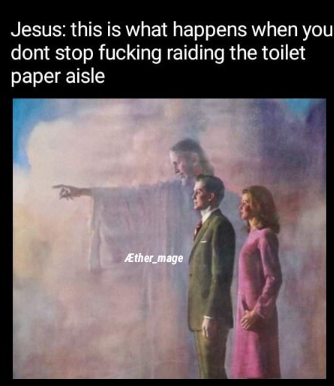 Jesus: this is what happens when you
dont stop fucking raiding the toilet
paper aisle
Æther_mage